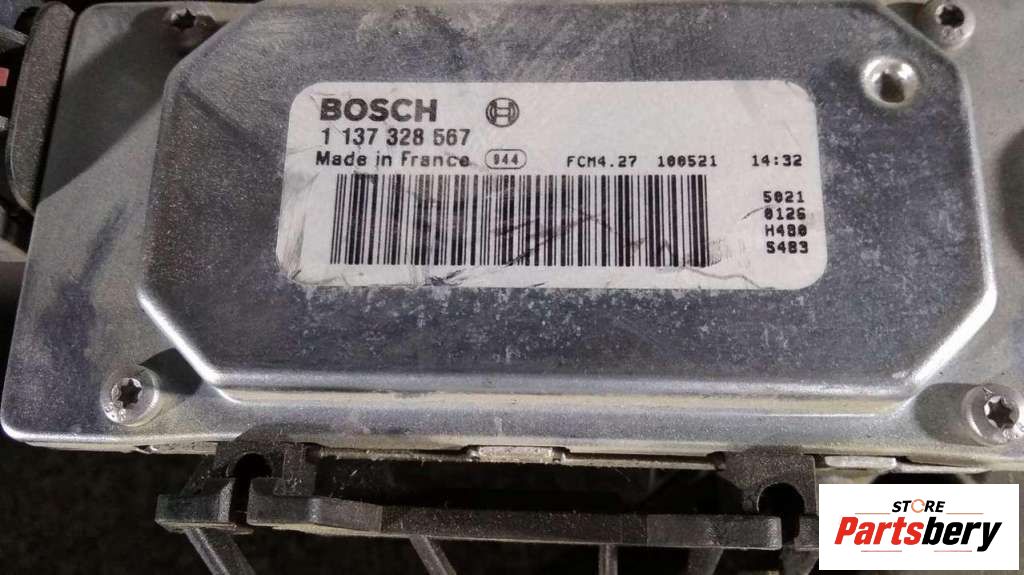 BOSCH
1 137 328 567
Made in France 944 FCM4.27 100521 14:32
5021
0126
H480
S483
STORE
Partsbery